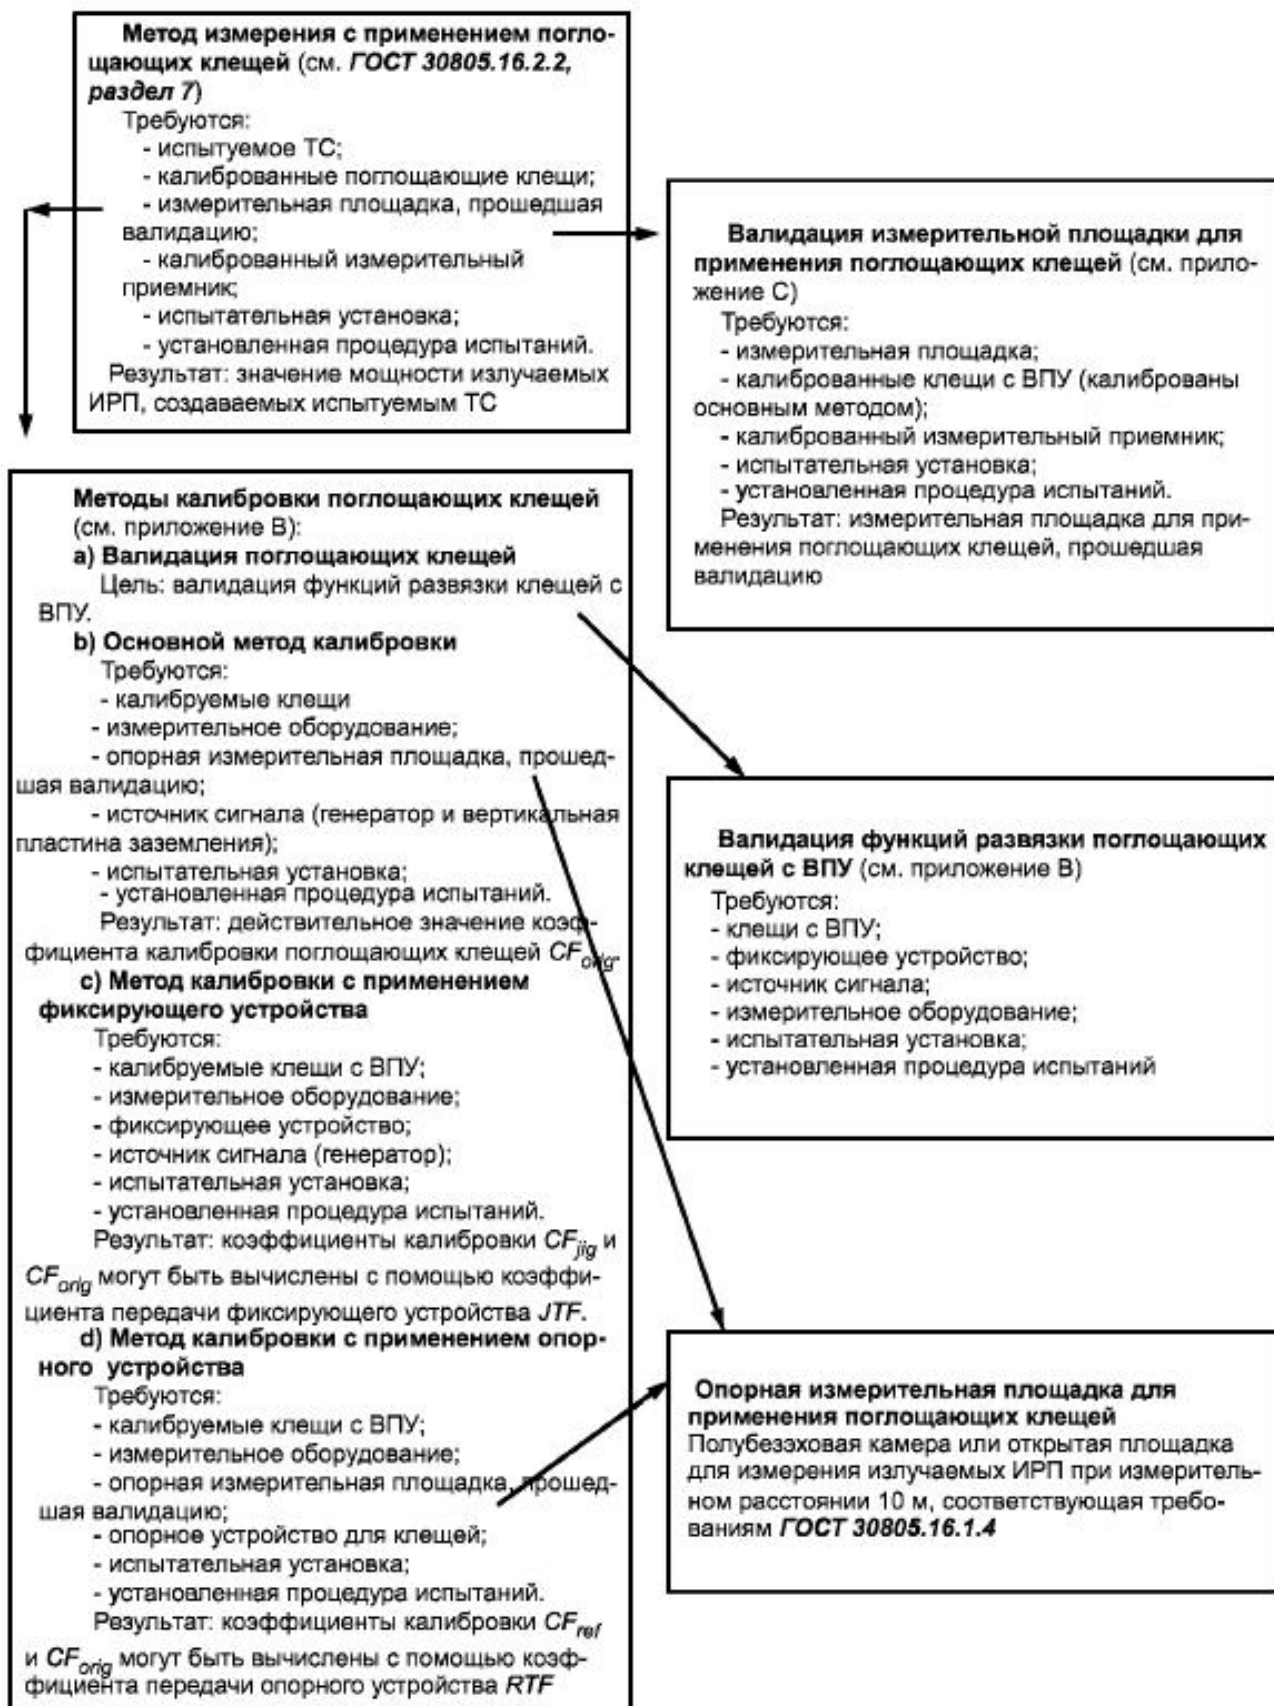 Метод измерения с применением погло-
щающих клещей (см. ГОСТ 30805.16.2.2,
раздел 7)
Требуются:
- испытуемое ТС;
- калиброванные поглощающие клещи;
- измерительная площадка, прошедшая
валидацию;
- калиброванный измерительный
приемник;
- испытательная установка;
- установленная процедура испытаний.
Результат: значение мощности излучаемых
ИРП, создаваемых испытуемым ТС
Валидация измерительной площадки для
применения поглощающих клещей (см. прило-
жение С)
Требуются:
- измерительная площадка;
- калиброванные клещи с ВПУ (калиброваны
основным методом);
- калиброванный измерительный приемник;
- испытательная установка;
- установленная процедура испытаний.
Результат: измерительная площадка для при-
менения поглощающих клещей, прошедшая
валидацию
Методы калибровки поглощающих клещей
(см. приложение В):
a) Валидация поглощающих клещей
Цель: валидация функций развязки клещей с
ВПУ.
b) Основной метод калибровки
Требуются:
- калибруемые клещи
- измерительное оборудование;
- опорная измерительная площадка, прошед-
шая валидацию;
- источник сигнала (генератор и вертикальная
пластина заземления);
- испытательная установка;
- установленная процедура испытаний.
Результат: действительное значение коэф-
фициента калибровки поглощающих клещей CForig.
c) Метод калибровки с применением
фиксирующего устройства
Требуются:
- калибруемые клещи с ВПУ;
- измерительное оборудование;
- фиксирующее устройство;
- источник сигнала (генератор);
- испытательная установка;
- установленная процедура испытаний.
Результат: коэффициенты калибровки CFjig и
CForig могут быть вычислены с помощью коэффи-
циента передачи фиксирующего устройства JTF.
d) Метод калибровки с применением опор-
ного устройства
Требуются:
- калибруемые клещи с ВПУ;
- измерительное оборудование;
- опорная измерительная площадка, прошед-
шая валидацию;
- опорное устройство для клещей;
- испытательная установка;
- установленная процедура испытаний.
Результат: коэффициенты калибровки CFref
и CForig могут быть вычислены с помощью коэф-
фициента передачи опорного устройства RTF
Валидация функций развязки поглощающих
клещей с ВПУ (см. приложение В)
Требуются:
- клещи с ВПУ;
- фиксирующее устройство;
- источник сигнала;
- измерительное оборудование;
- испытательная установка;
- установленная процедура испытаний
Опорная измерительная площадка для
применения поглощающих клещей
Полубезэховая камера или открытая площадка
для измерения излучаемых ИРП при измеритель-
ном расстоянии 10 м, соответствующая требо-
ваниям ГОСТ 30805.16.1.4